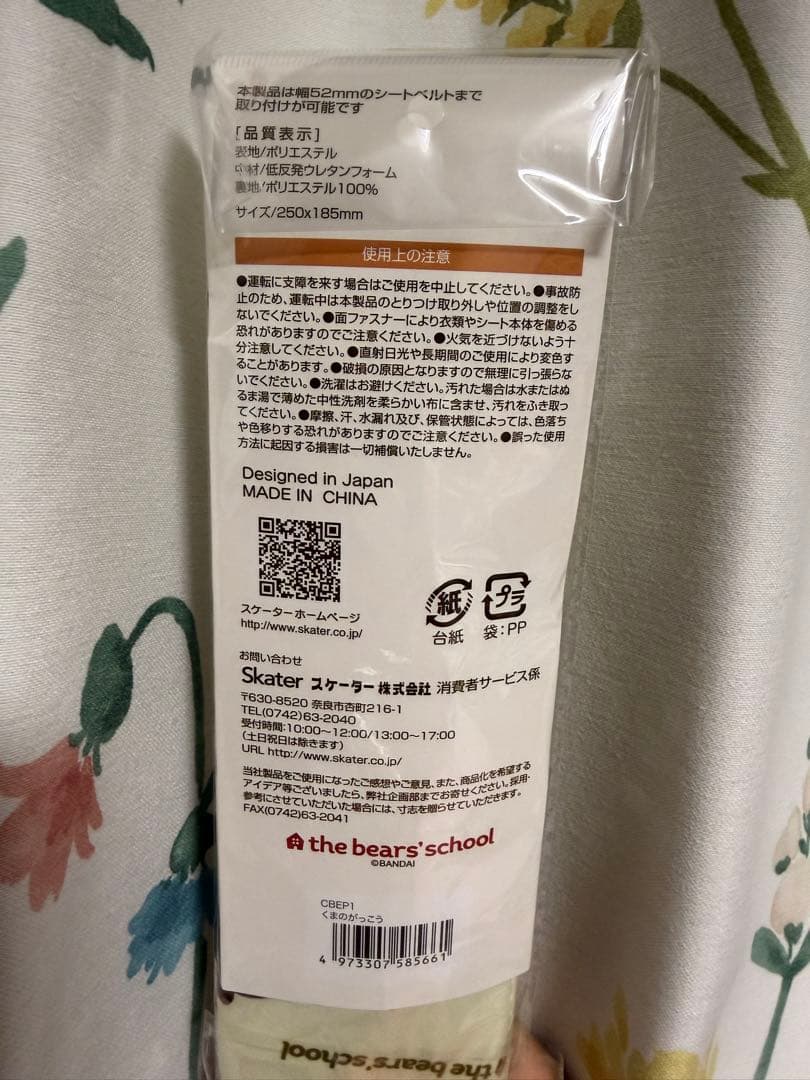 本製品は幅52mmのシートベルトまで
取り付けが可能です
[品質表示]
表地/ポリエステル
中材/低反発ウレタンフォーム
裏地/ポリエステル100%
サイズ/250x185mm
使用上の注意
●運転に支障を来す場合はご使用を中止してください。●事故防
止のため、運転中は本製品のとりつけ取り外しや位置の調整をし
ないでください。●面ファスナーにより衣類やシート本体を傷める
恐れがありますのでご注意ください。●火気を近づけないよう十
分注意してください。●直射日光や長期間のご使用により変色す
ることがあります。●破損の原因となりますので無理に引っ張らな
いでください。●洗濯はお避けください。汚れた場合は水またはぬ
るま湯で薄めた中性洗剤を柔らかい布に含ませ、汚れをふき取っ
てください。●摩擦、汗、水漏れ及び、保管状態によっては、色落ち
や色移りする恐れがありますのでご注意ください。●誤った使用
方法に起因する損害は一切補償いたしません。
Designed in Japan
MADE IN CHINA
スケーターホームページ
http://www.skater.co.jp/
紙
台紙
プラ
袋:PP
お問い合わせ
Skater スケーター株式会社 消費者サービス係
〒630-8520 奈良市杏町216-1
TEL(0742)63-2040
受付時間:10:00〜12:00/13:00〜17:00
(土日祝日は除きます)
URL http://www.skater.co.jp/
当社製品をご使用になったご感想やご意見、また、商品化を希望する
アイデア等ございましたら、弊社企画部までお寄せください。採用・
参考にさせていただいた場合には、寸志を贈らせていただきます。
FAX(0742)63-2041
the bears' school
©BANDAI
CBEP1
くまのがっこう
4 973307 585661
the bears' school